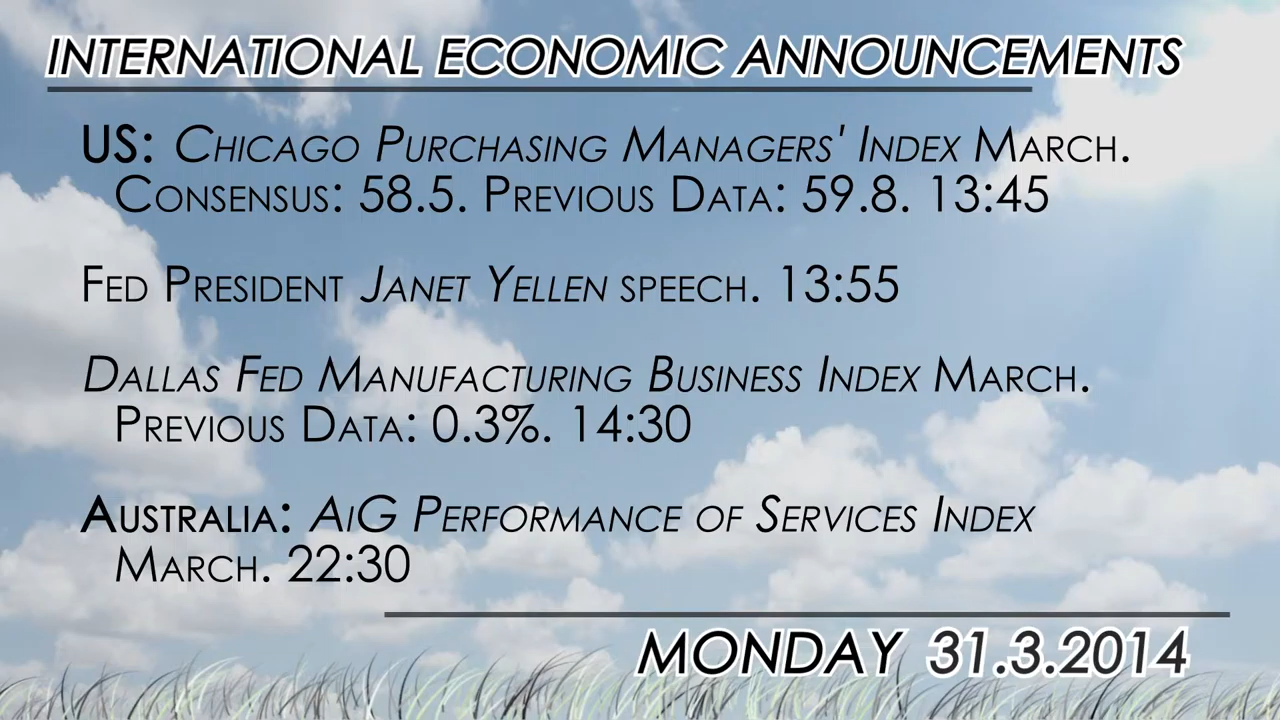 INTERNATIONAL ECONOMIC ANNOUNCEMENTS
US: Chicago Purchasing Managers' Index March.
Consensus: 58.5. Previous Data: 59.8. 13:45
Fed President Janet Yellen speech. 13:55
Dallas Fed Manufacturing Business Index March.
Previous Data: 0.3%. 14:30
Australia: AiG Performance of Services Index
March. 22:30
MONDAY 31.3.2014